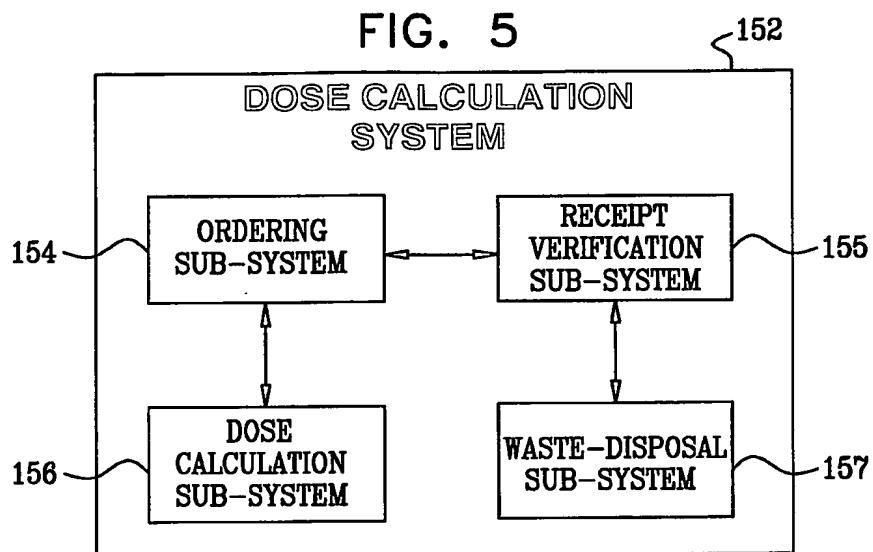 FIG. 5
152
DOSE CALCULATION
SYSTEM
154
ORDERING
SUB-SYSTEM
RECEIPT
VERIFICATION
SUB-SYSTEM
155
156
DOSE
CALCULATION
SUB-SYSTEM
WASTE-DISPOSAL
SUB-SYSTEM
157